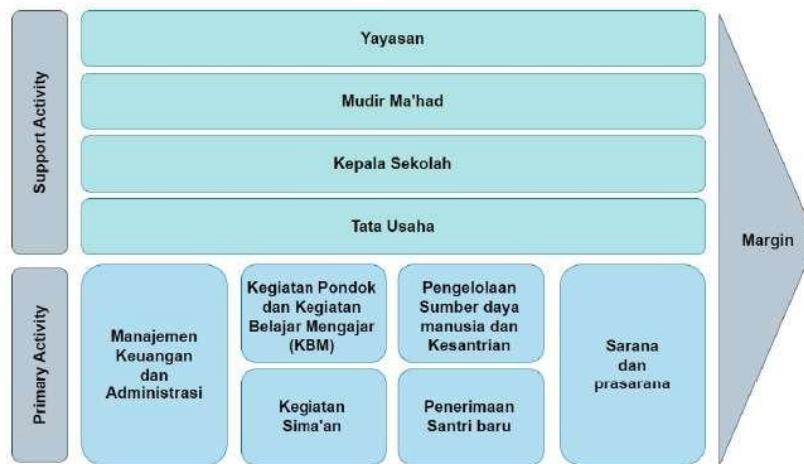 Support Activity
Yayasan
Mudir Ma'had
Kepala Sekolah
Tata Usaha
Margin
Primary Activity
Manajemen
Keuangan
dan
Administrasi
Kegiatan Pondok
dan Kegiatan
Belajar Mengajar
(KBM)
Kegiatan
Sima'an
Pengelolaan
Sumber daya
manusia dan
Kesantrian
Penerimaan
Santri baru
Sarana
dan
prasarana